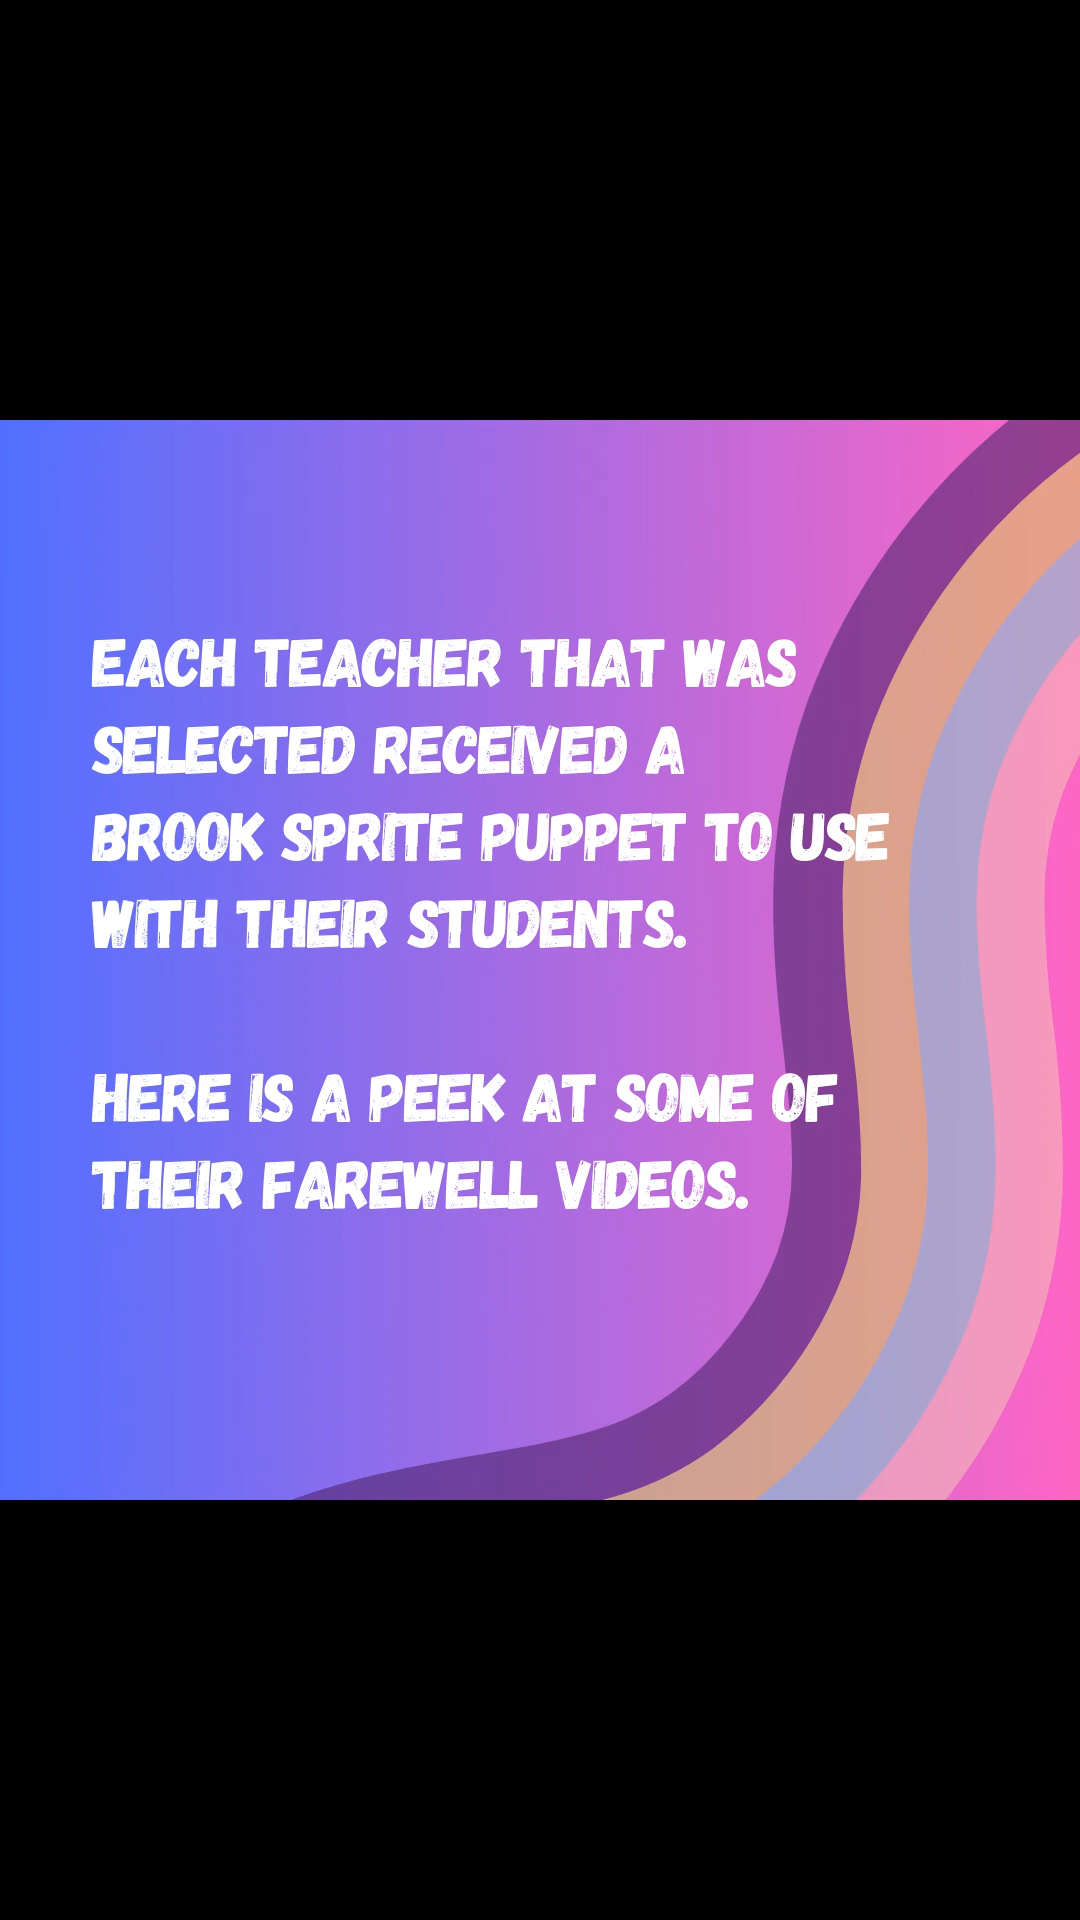 EACH TEACHER THAT WAS
SELECTED RECEIVED A
BROOK SPRITE PUPPET TO USE
WITH THEIR STUDENTS.
HERE IS A PEEK AT SOME OF
THEIR FAREWELL VIDEOS.